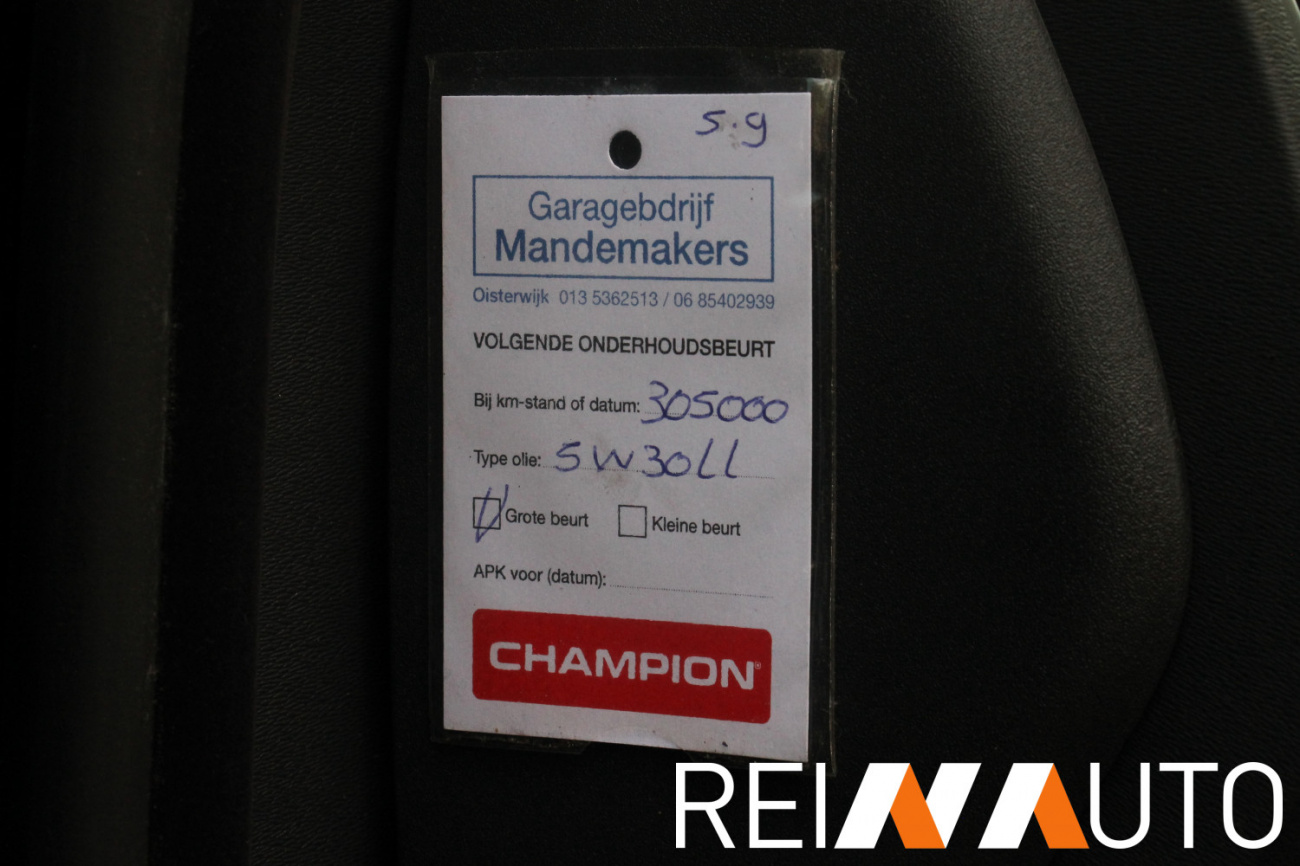 5.9
Garagebdrijf
Mandemakers
Oisterwijk 013 5362513 / 06 85402939
VOLGENDE ONDERHOUDSBEURT
Bij km-stand of datum: 305000
Type olie: 5W30LL
Grote beurt Kleine beurt
APK voor (datum):
CHAMPION®
REINAUTO